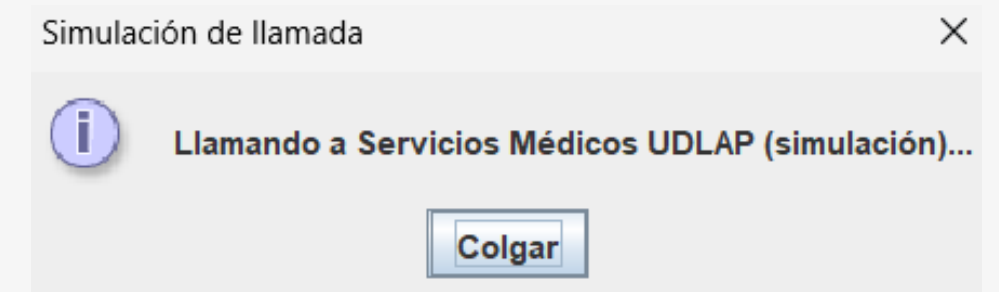 Simulación de llamada
Llamando a Servicios Médicos UDLAP (simulación)...
Colgar